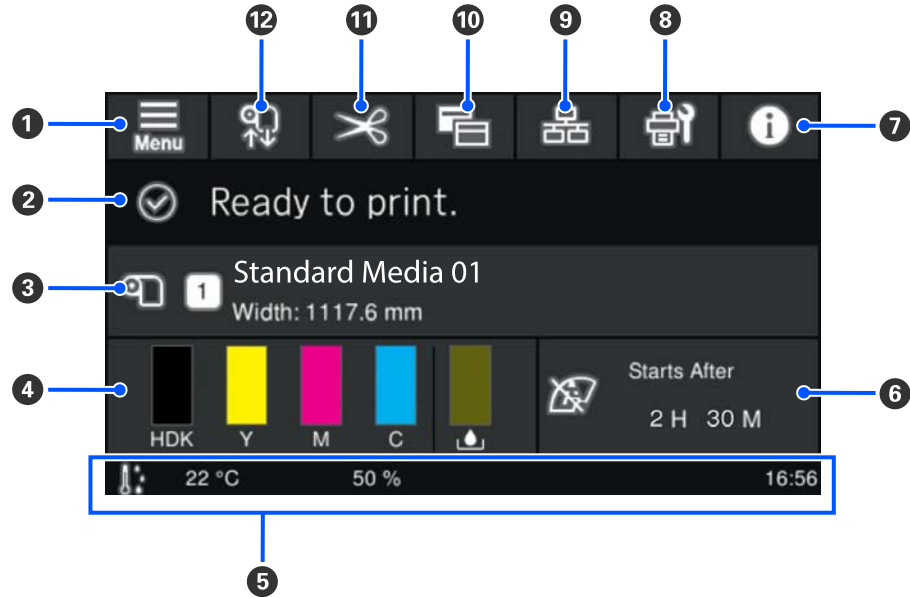 12 11 10 9 8
1 Menu 7
2 Ready to print.
3 1 Standard Media 01
Width: 1117.6 mm
4 Starts After 6
2 H 30 M
HDK Y M C
22 °C 50 % 16:56
5